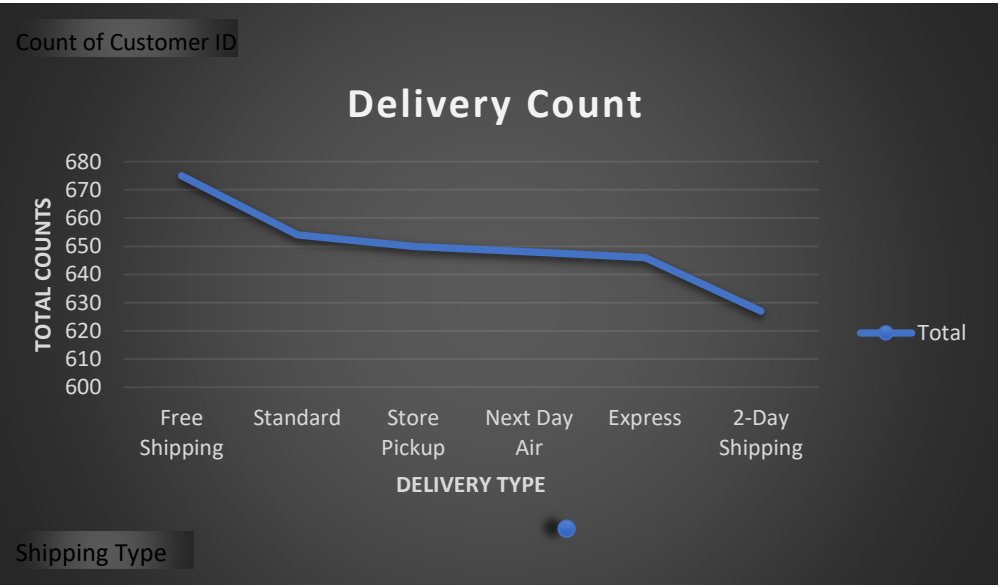 Count of Customer ID
Delivery Count
TOTAL COUNTS
680
670
660
650
640
630
620
610
600
Free Shipping
Standard
Store Pickup
Next Day Air
Express
2-Day Shipping
DELIVERY TYPE
Total
Shipping Type